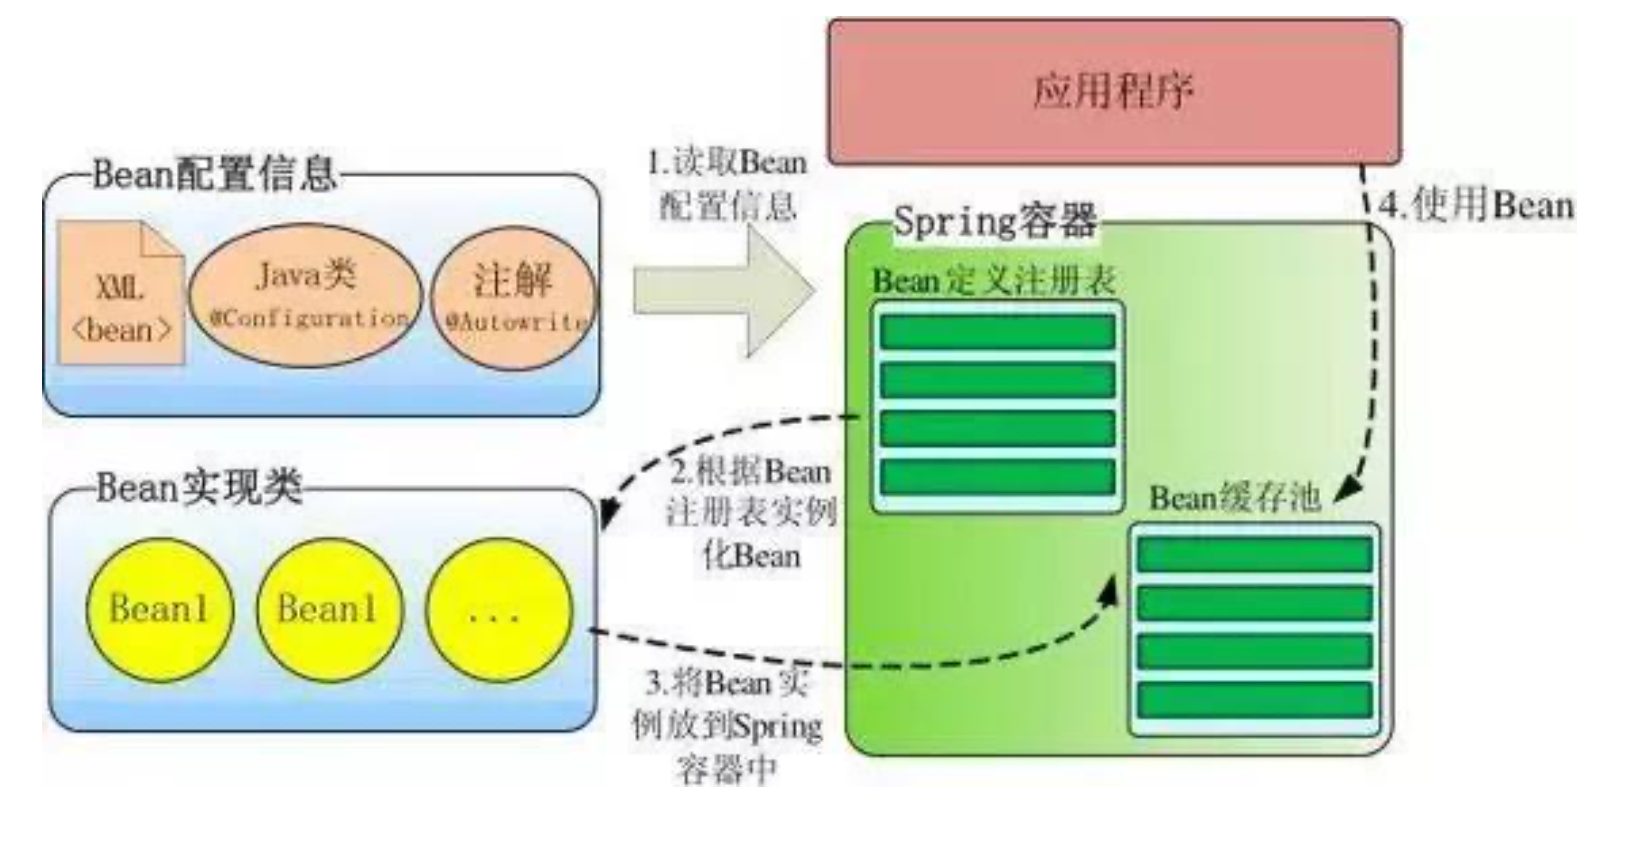 应用程序
Bean配置信息
XML
<bean>
Java类
@Configuration
注解
@Autowrite
1.读取Bean
配置信息
4.使用Bean
Spring容器
Bean定义注册表
Bean缓存池
2.根据Bean
注册表实例
化Bean
Bean实现类
Bean1
Bean1
...
3.将Bean实
例放到Spring
容器中